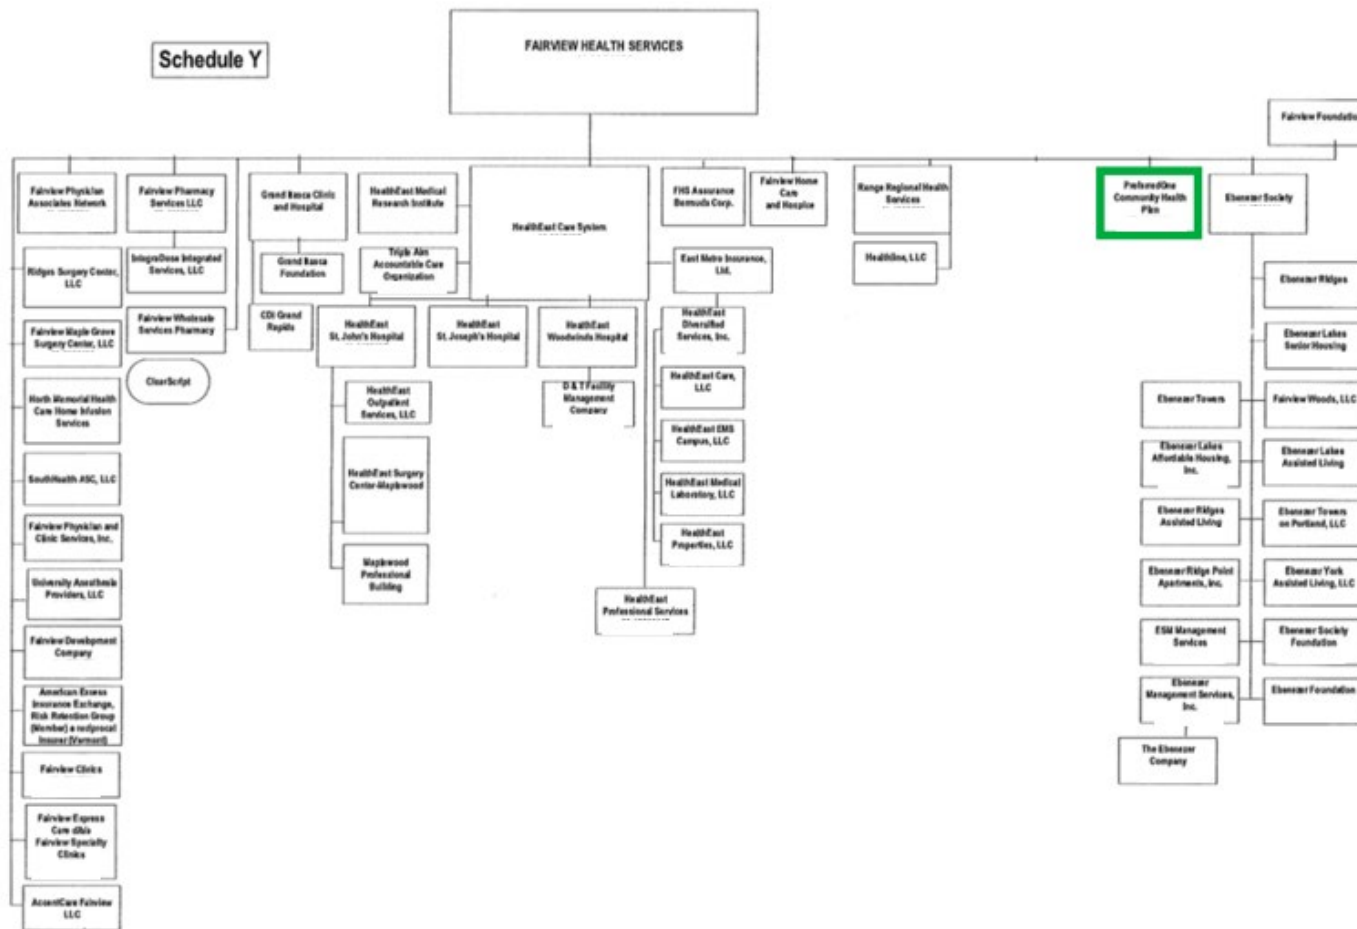 Schedule Y
FAIRVIEW HEALTH SERVICES
Fairview Foundation
Fairview Physician
Associates Network
Fairview Pharmacy
Services LLC
Grand Itasca Clinic
and Hospital
HealthEast Medical
Research Institute
HealthEast Care System
FHS Assurance
Bermuda Corp.
Fairview Home
Care
and Hospice
Range Regional Health
Services
PreferredOne
Community Health
Plan
Ebenezer Society
Ridges Surgery Center,
LLC
IntegraDose Integrated
Services, LLC
Grand Itasca
Foundation
Triple Aim
Accountable Care
Organization
East Metro Insurance,
Ltd.
Healthline, LLC
Ebenezer Ridges
Fairview Maple Grove
Surgery Center, LLC
Fairview Wholesale
Services Pharmacy
CDI Grand
Rapids
HealthEast
St. John's Hospital
HealthEast
St. Joseph's Hospital
HealthEast
Woodwinds Hospital
HealthEast
Diversified
Services, Inc.
Ebenezer Lakes
Senior Housing
ClearScript
North Memorial Health
Care Home Infusion
Services
HealthEast
Outpatient
Services, LLC
D & T Facility
Management
Company
HealthEast Care,
LLC
Ebenezer Towers
Fairview Woods, LLC
SouthHealth ASC, LLC
HealthEast Surgery
Center-Maplewood
HealthEast EMS
Campus, LLC
Ebenezer Lakes
Affordable Housing,
Inc.
Ebenezer Lakes
Assisted Living
HealthEast Medical
Laboratory, LLC
Fairview Physician and
Clinic Services, Inc.
HealthEast
Properties, LLC
Ebenezer Ridges
Assisted Living
Ebenezer Towers
on Portland, LLC
University Anesthesia
Providers, LLC
Maplewood
Professional
Building
HealthEast
Professional Services
Ebenezer Ridge Point
Apartments, Inc.
Ebenezer York
Assisted Living, LLC
Fairview Development
Company
ESM Management
Services
Ebenezer Society
Foundation
American Excess
Insurance Exchange,
Risk Retention Group
(Member) a reciprocal
insurer (Vermont)
Ebenezer
Management Services,
Inc.
Ebenezer Foundation
Fairview Clinics
The Ebenezer
Company
Fairview Express
Care d/b/a
Fairview Specialty
Clinics
AccentCare Fairview
LLC